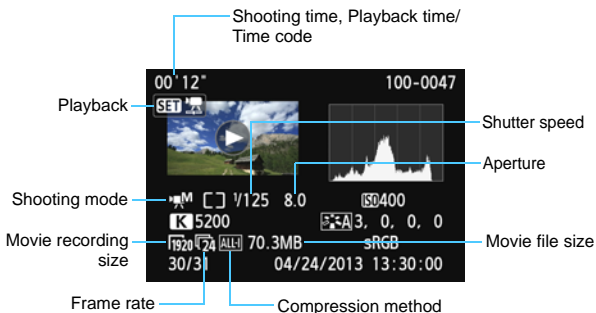 Shooting time, Playback time/
Time code
00'12" 100-0047
Playback
SET
Shutter speed
Aperture
Shooting mode
M 1/125 8.0 ISO400
K 5200 A3, 0, 0, 0
Movie recording
size
1920 24 ALL-I 70.3MB sRGB
Movie file size
30/31 04/24/2013 13:30:00
Frame rate
Compression method